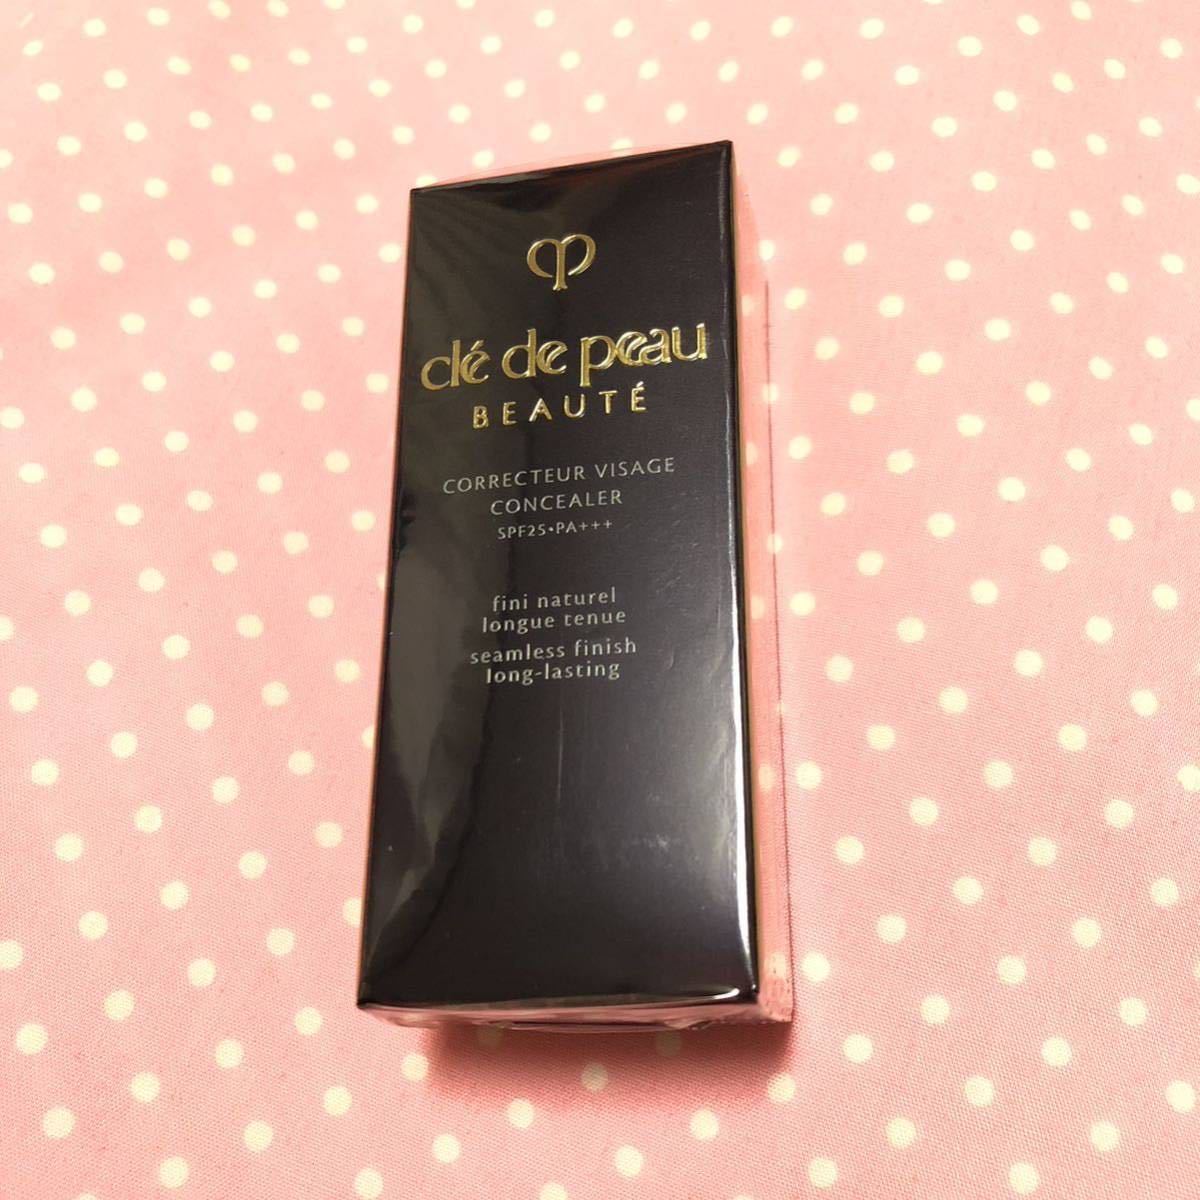 clé de peau
BEAUTÉ
CORRECTEUR VISAGE
CONCEALER
SPF25•PA+++
fini naturel
longue tenue
seamless finish
long-lasting